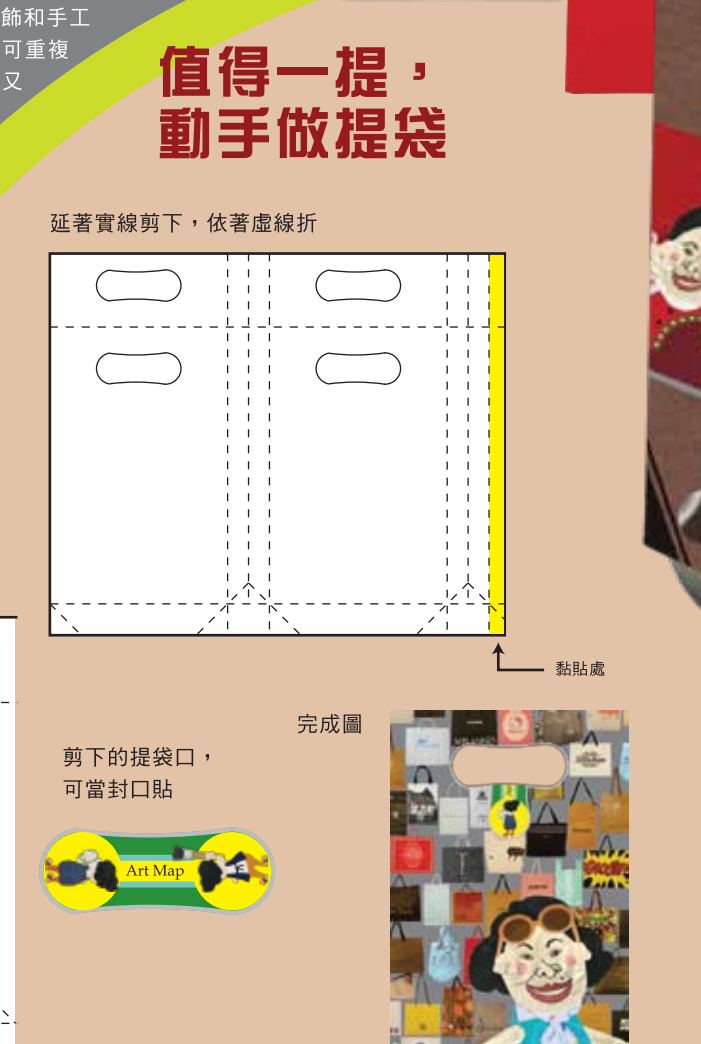 飾和手工
可重複
又
值得一提，
動手做提袋
延著實線剪下，依著虛線折
黏貼處
完成圖
剪下的提袋口，
可當封口貼
Art Map